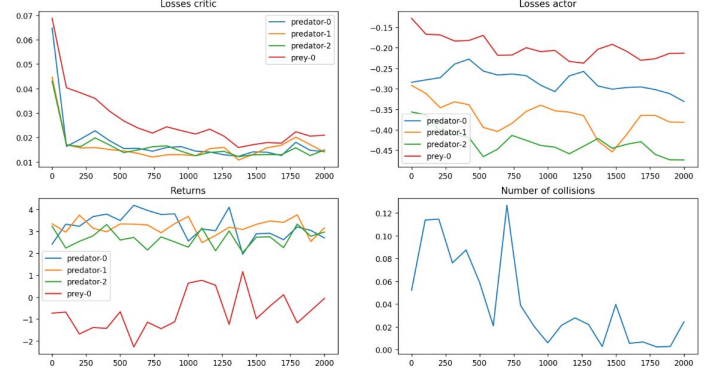 Losses critic
0.07
0.06
0.05
0.04
0.03
0.02
0.01
predator-0
predator-1
predator-2
prey-0
0 250 500 750 1000 1250 1500 1750 2000
Losses actor
−0.15
−0.20
−0.25
−0.30
−0.35
−0.40
−0.45
predator-0
predator-1
predator-2
prey-0
0 250 500 750 1000 1250 1500 1750 2000
Returns
4
3
2
1
0
−1
−2
predator-0
predator-1
predator-2
prey-0
0 250 500 750 1000 1250 1500 1750 2000
Number of collisions
0.12
0.10
0.08
0.06
0.04
0.02
0.00
0 250 500 750 1000 1250 1500 1750 2000